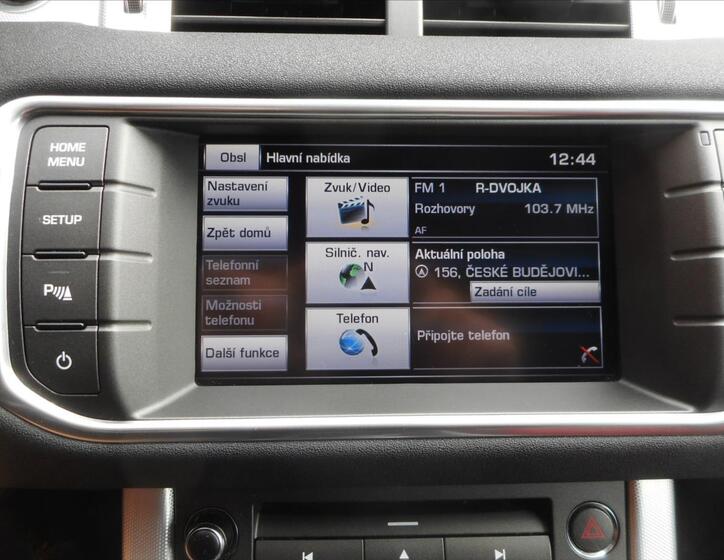 HOME
MENU
SETUP
P
Obsl
Hlavní nabídka
12:44
Nastavení
zvuku
Zpět domů
Telefonní
seznam
Možnosti
telefonu
Další funkce
Zvuk/Video
FM 1 R-DVOJKA
Rozhovory 103.7 MHz
AF
Silnič. nav.
N
Aktuální poloha
156, ČESKÉ BUDĚJOVI...
Zadání cíle
Telefon
Připojte telefon